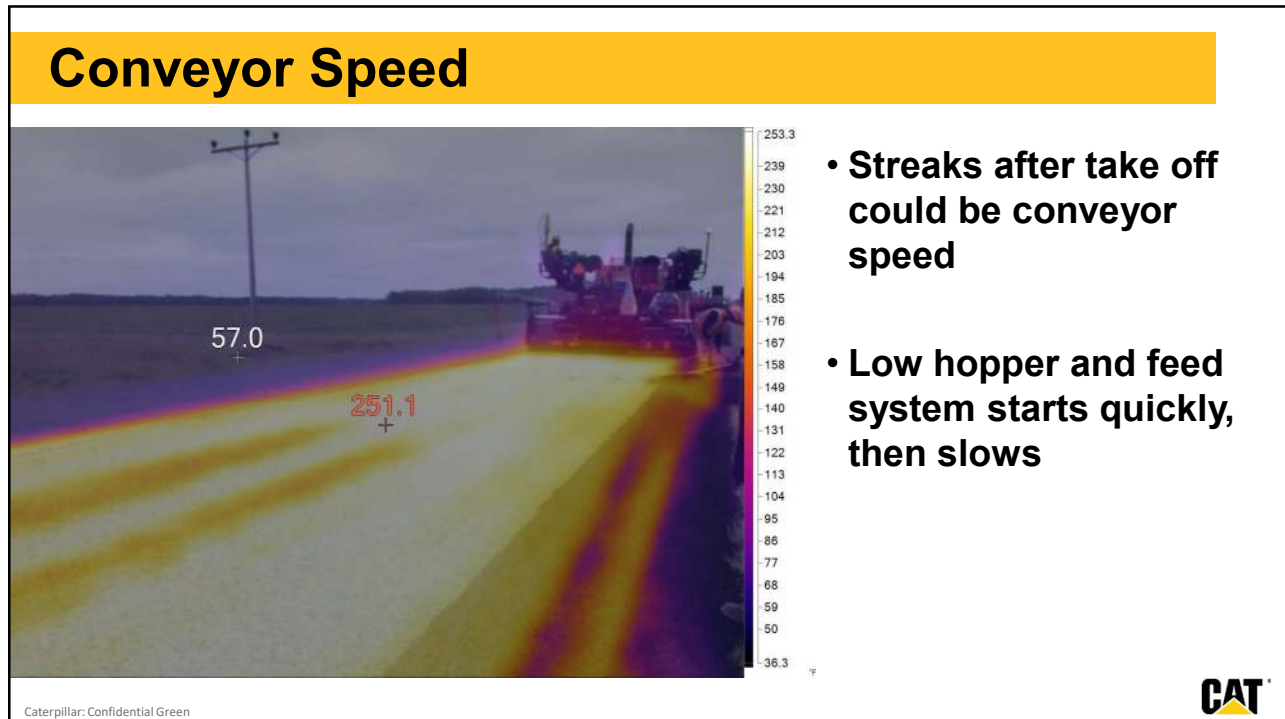 Conveyor Speed
253.3
239
230
221
212
203
194
185
176
167
158
149
140
131
122
113
104
95
86
77
68
59
50
36.3
°F
57.0
251.1
• Streaks after take off
could be conveyor
speed
• Low hopper and feed
system starts quickly,
then slows
Caterpillar: Confidential Green
CAT